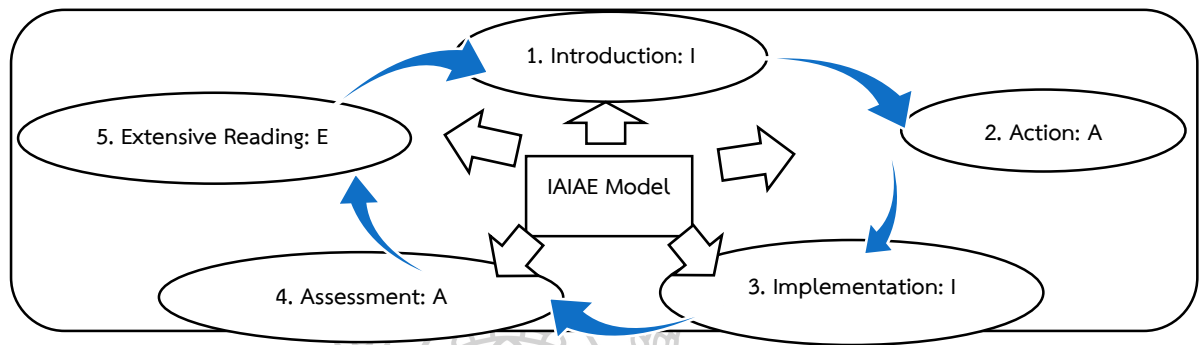 1. Introduction: I
2. Action: A
3. Implementation: I
4. Assessment: A
5. Extensive Reading: E
IAIAE Model